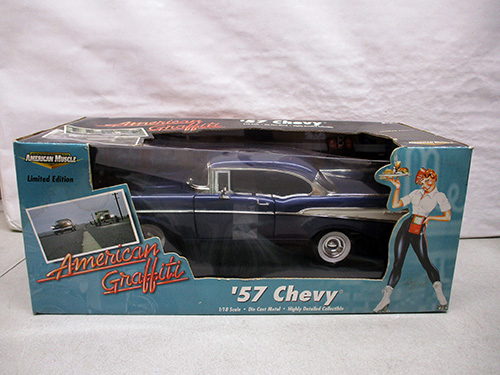 American
Graffiti
'57 Chevy
AMERICAN MUSCLE
Limited Edition
American
Graffiti
'57 Chevy
1/18 Scale • Die Cast Metal • Highly Detailed Collectible